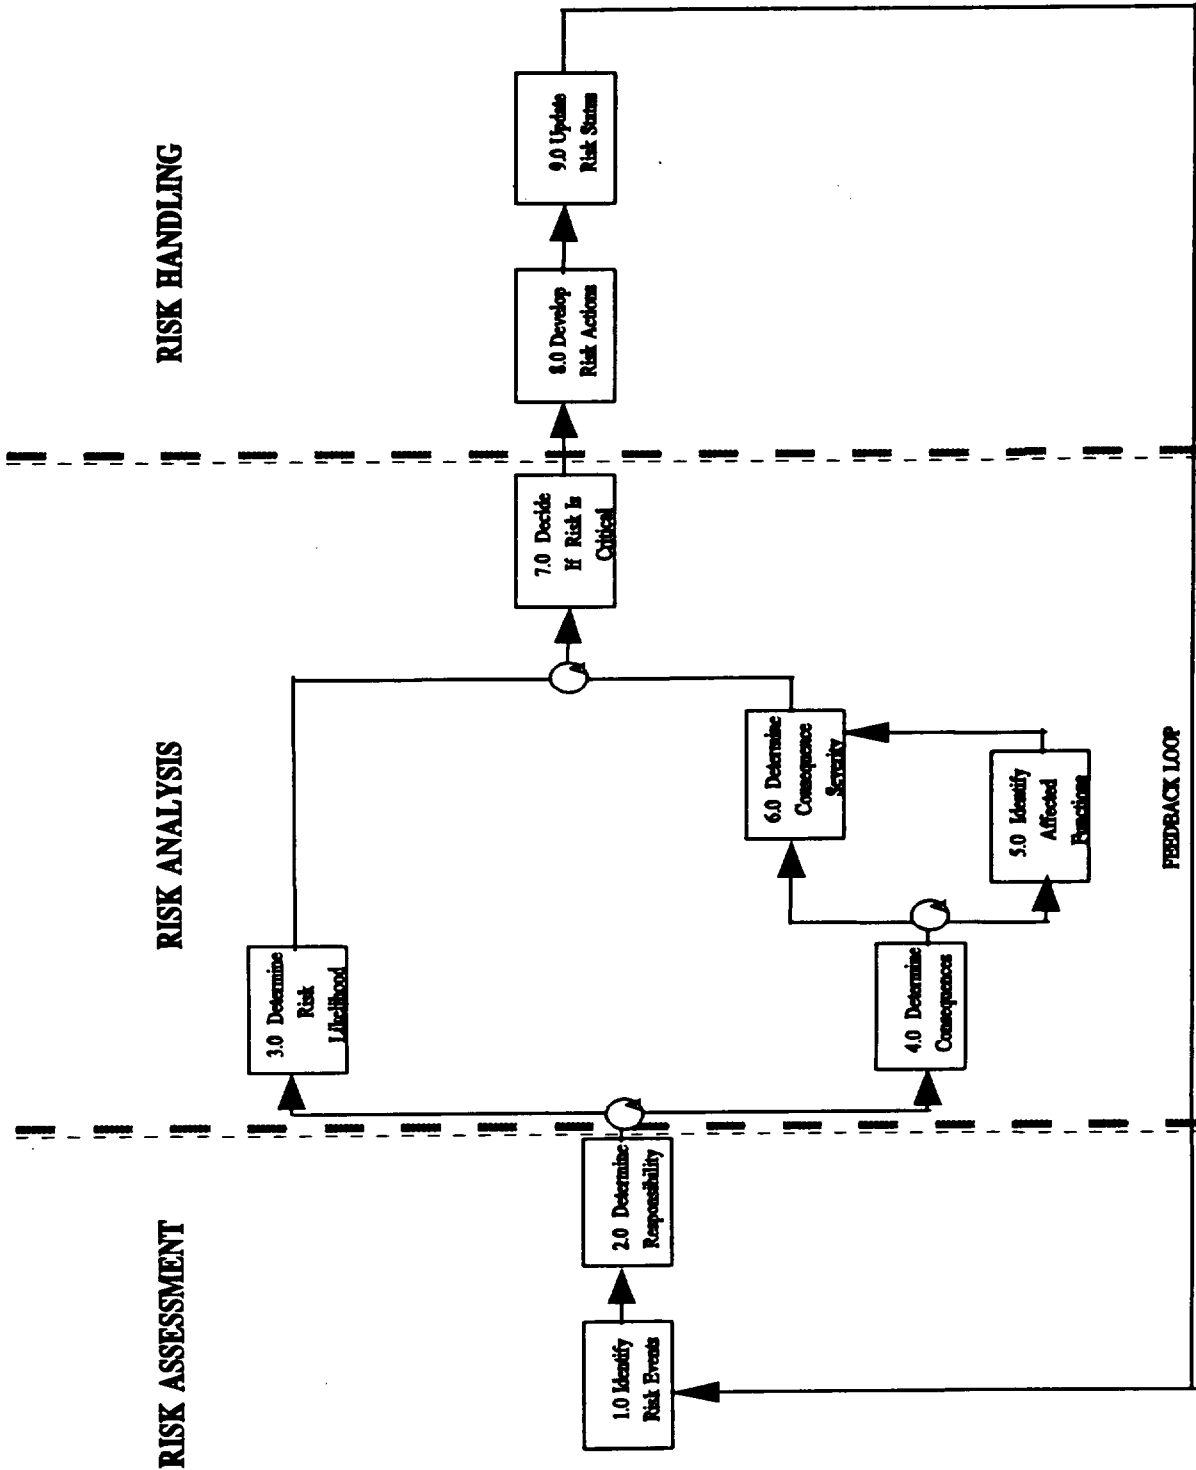 RISK ASSESSMENT
RISK ANALYSIS
RISK HANDLING
1.0 Identify
Risk Events
2.0 Determine
Responsibility
3.0 Determine
Risk
Likelihood
4.0 Determine
Consequences
5.0 Identify
Affected
Functions
6.0 Determine
Consequence
Severity
7.0 Decide
If Risk Is
Critical
8.0 Develop
Risk Actions
9.0 Update
Risk Status
A
A
A
FEEDBACK LOOP